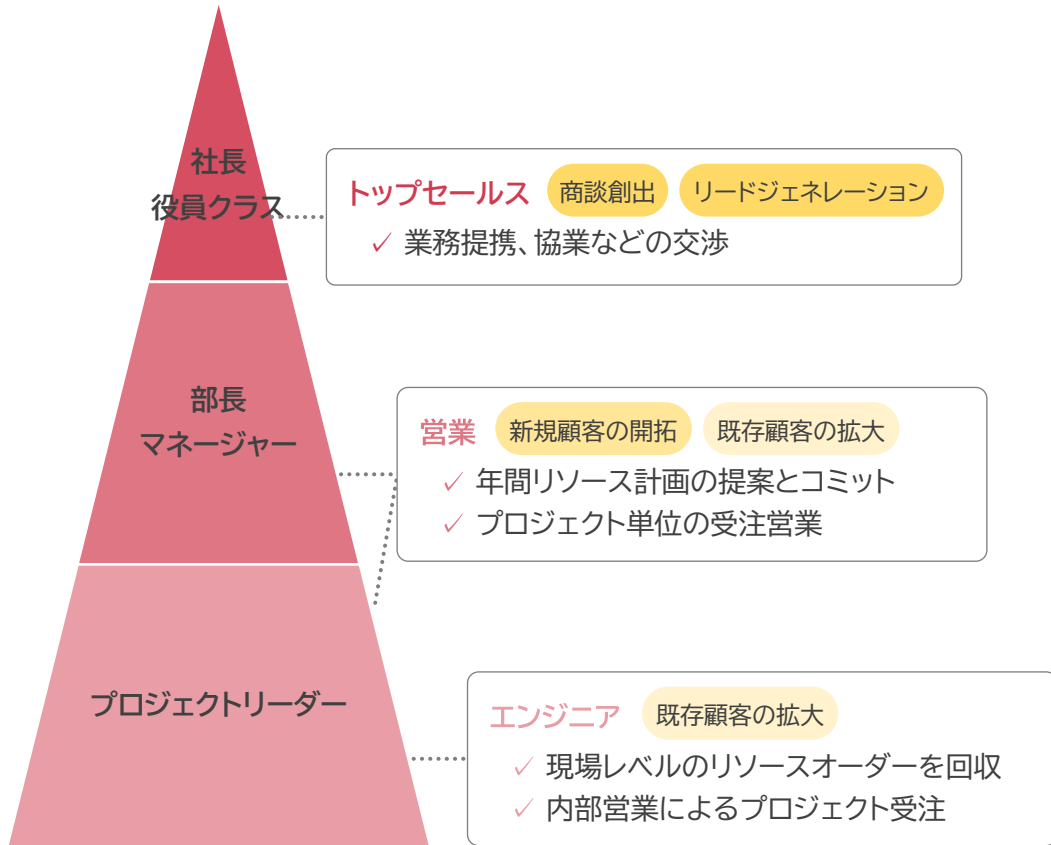 社長
役員クラス
トップセールス 商談創出 リードジェネレーション
✓ 業務提携、協業などの交渉
部長
マネージャー
営業 新規顧客の開拓 既存顧客の拡大
✓ 年間リソース計画の提案とコミット
✓ プロジェクト単位の受注営業
プロジェクトリーダー
エンジニア 既存顧客の拡大
✓ 現場レベルのリソースオーダーを回収
✓ 内部営業によるプロジェクト受注